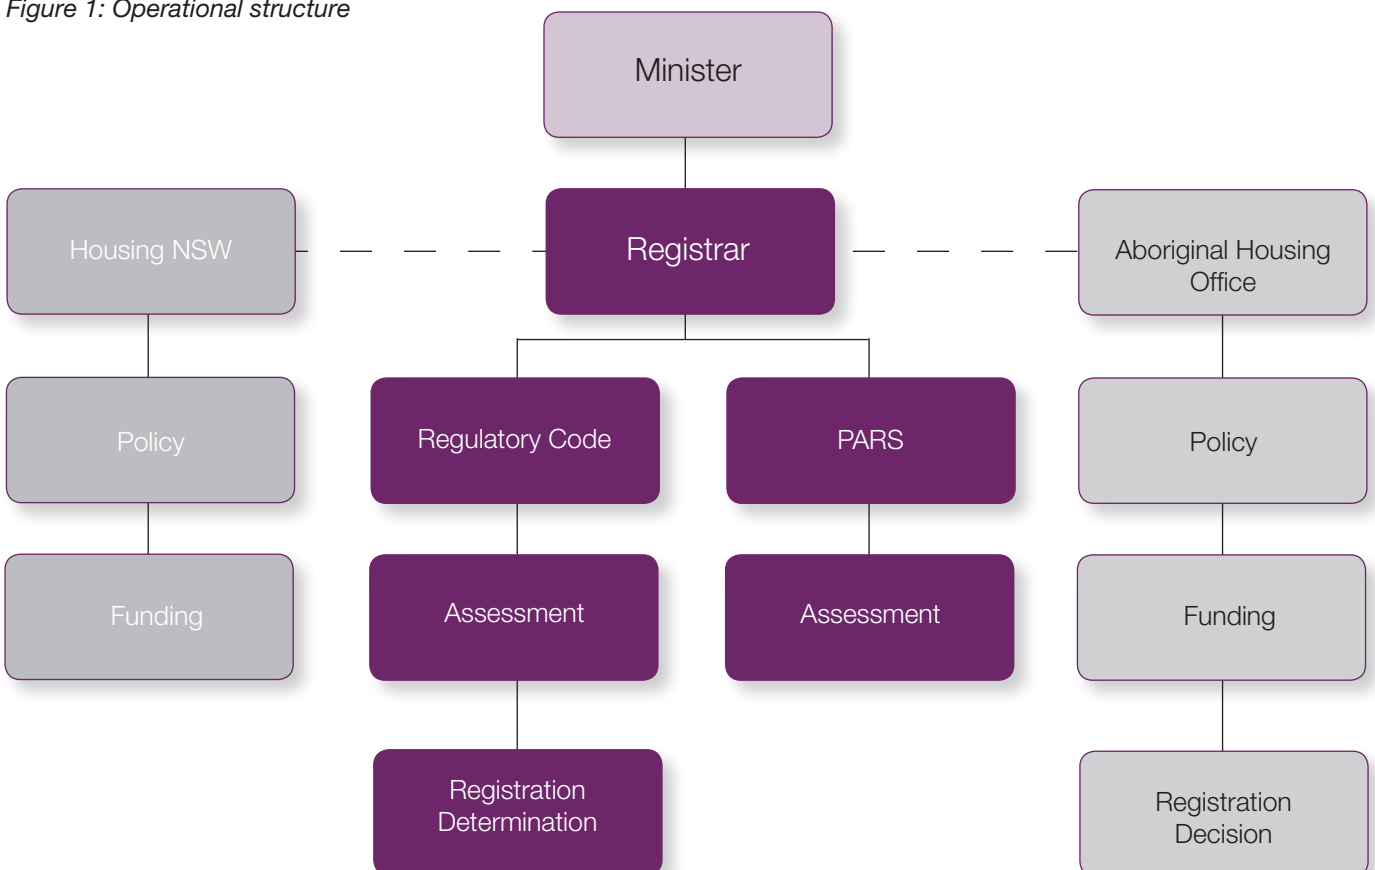 Figure 1: Operational structure
Minister
Housing NSW
Registrar
Aboriginal Housing
Office
Policy
Regulatory Code
PARS
Policy
Funding
Assessment
Assessment
Funding
Registration
Determination
Registration
Decision